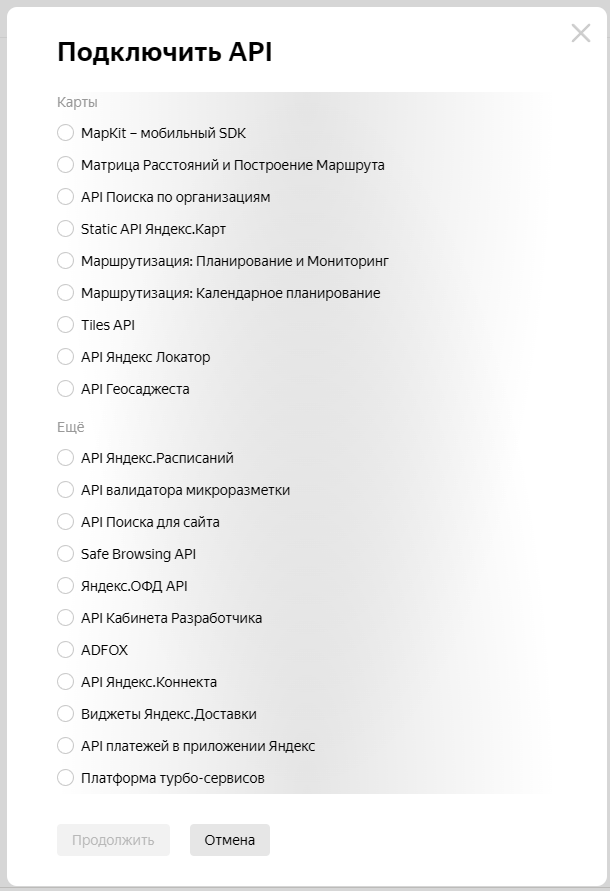 Подключить API
Карты
MapKit – мобильный SDK
Матрица Расстояний и Построение Маршрута
API Поиска по организациям
Static API Яндекс.Карт
Маршрутизация: Планирование и Мониторинг
Маршрутизация: Календарное планирование
Tiles API
API Яндекс Локатор
API Геосаджеста
Ещё
API Яндекс.Расписаний
API валидатора микроразметки
API Поиска для сайта
Safe Browsing API
Яндекс.ОФД API
API Кабинета Разработчика
ADFOX
API Яндекс.Коннекта
Виджеты Яндекс.Доставки
API платежей в приложении Яндекс
Платформа турбо-сервисов
Продолжить
Отмена